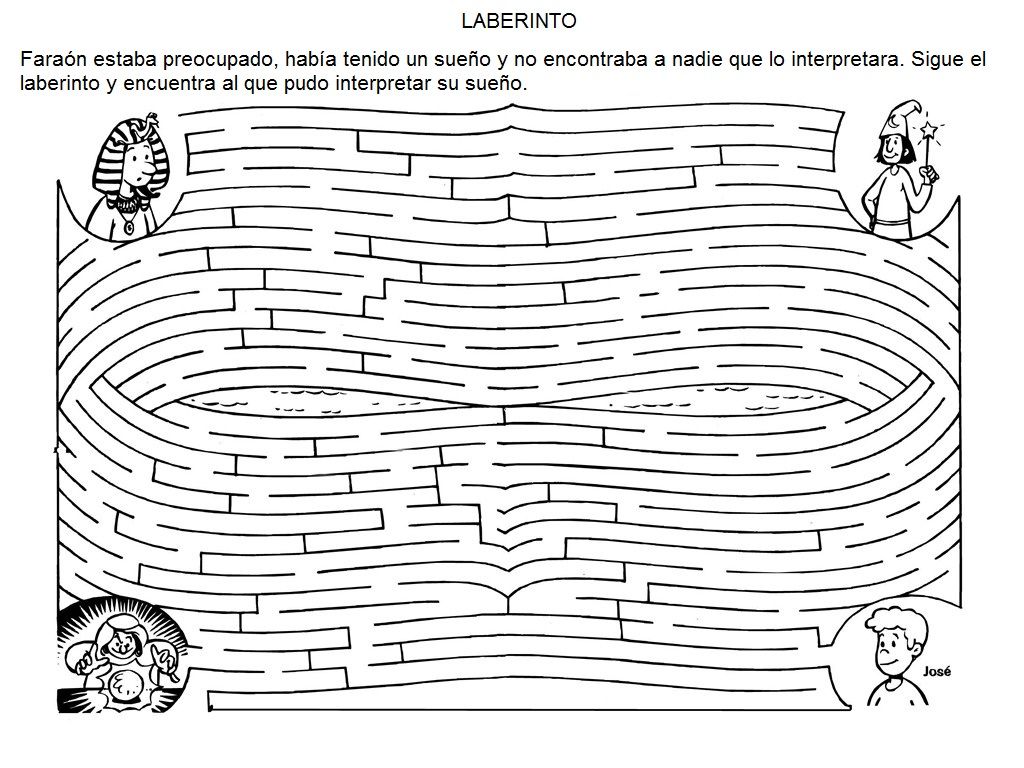 LABERINTO
Faraón estaba preocupado, había tenido un sueño y no encontraba a nadie que lo interpretara. Sigue el
laberinto y encuentra al que pudo interpretar su sueño.
José